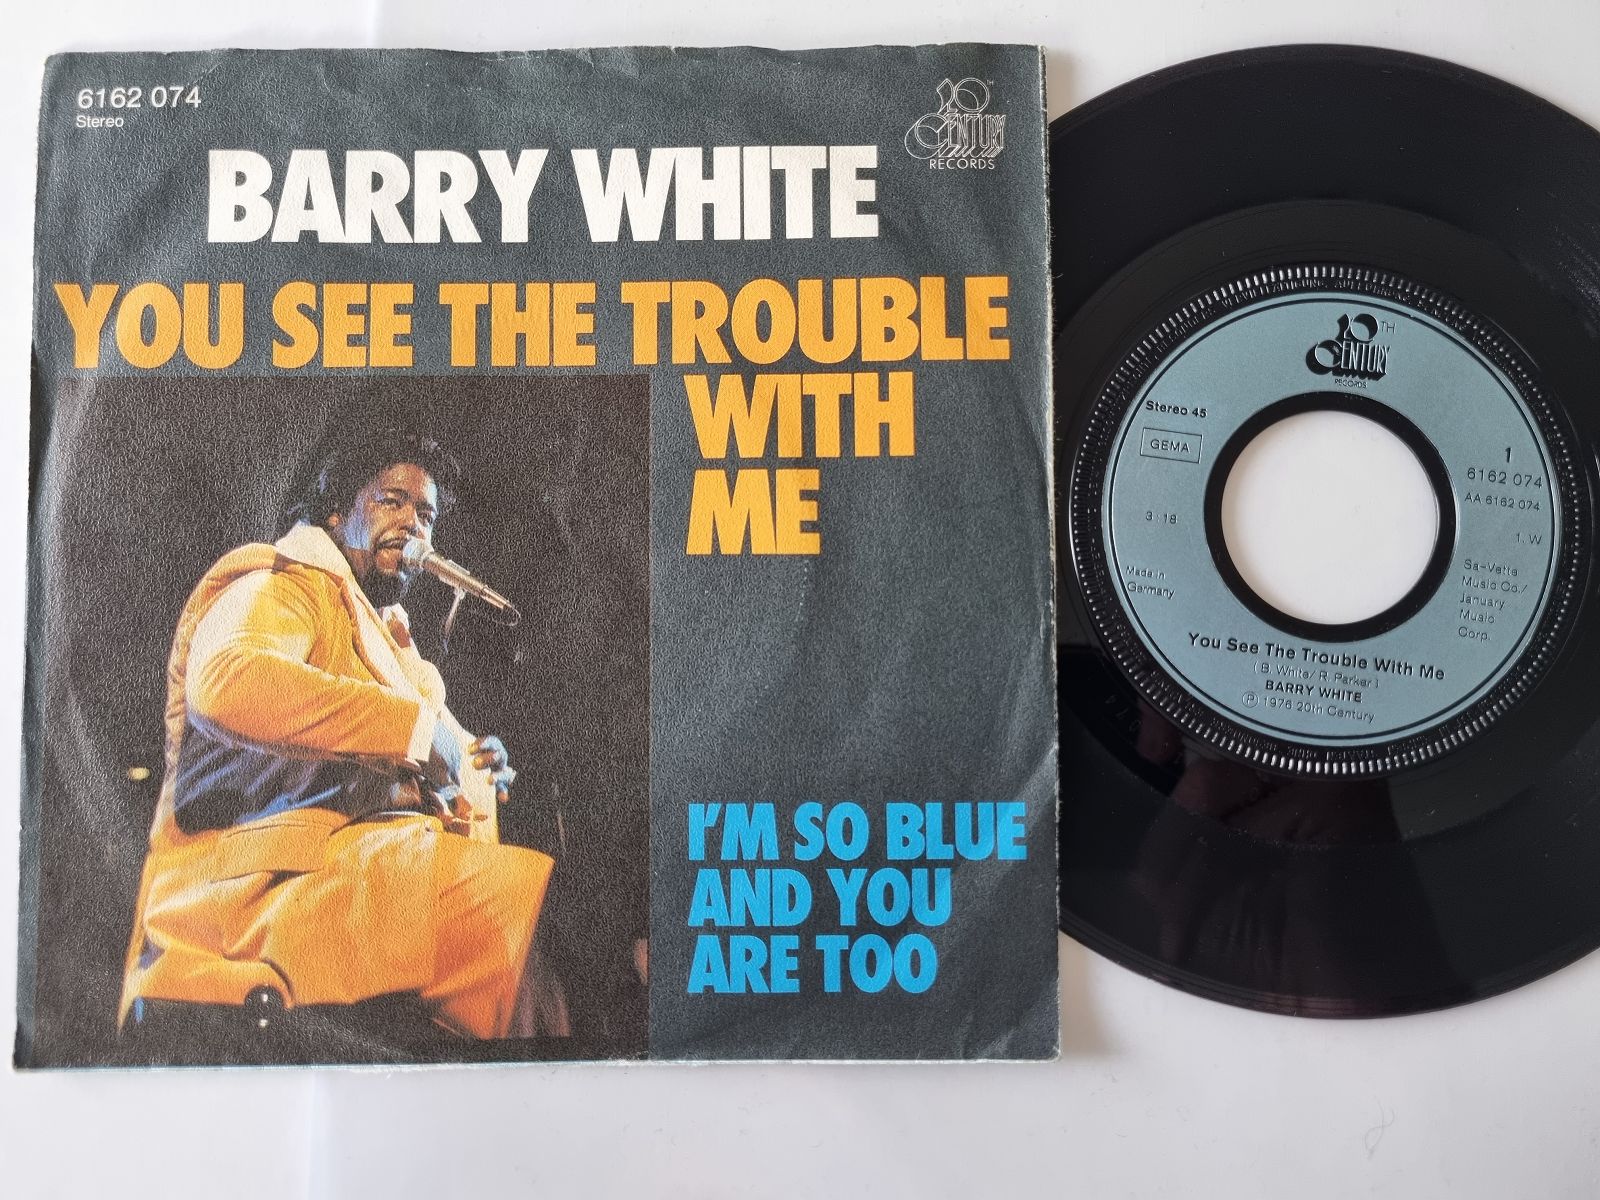 6162 074
Stereo
20TH CENTURY
RECORDS
BARRY WHITE
YOU SEE THE TROUBLE
WITH
ME
I'M SO BLUE
AND YOU
ARE TOO
20TH
CENTURY
RECORDS
Stereo 45
GEMA
3:18
Made in
Germany
1
6162 074
AA 6162 074
1. W
Sa-Vette
Music Co./
January
Music
Corp.
You See The Trouble With Me
(B. White/ R. Parker)
BARRY WHITE
Ⓟ 1976 20th Century